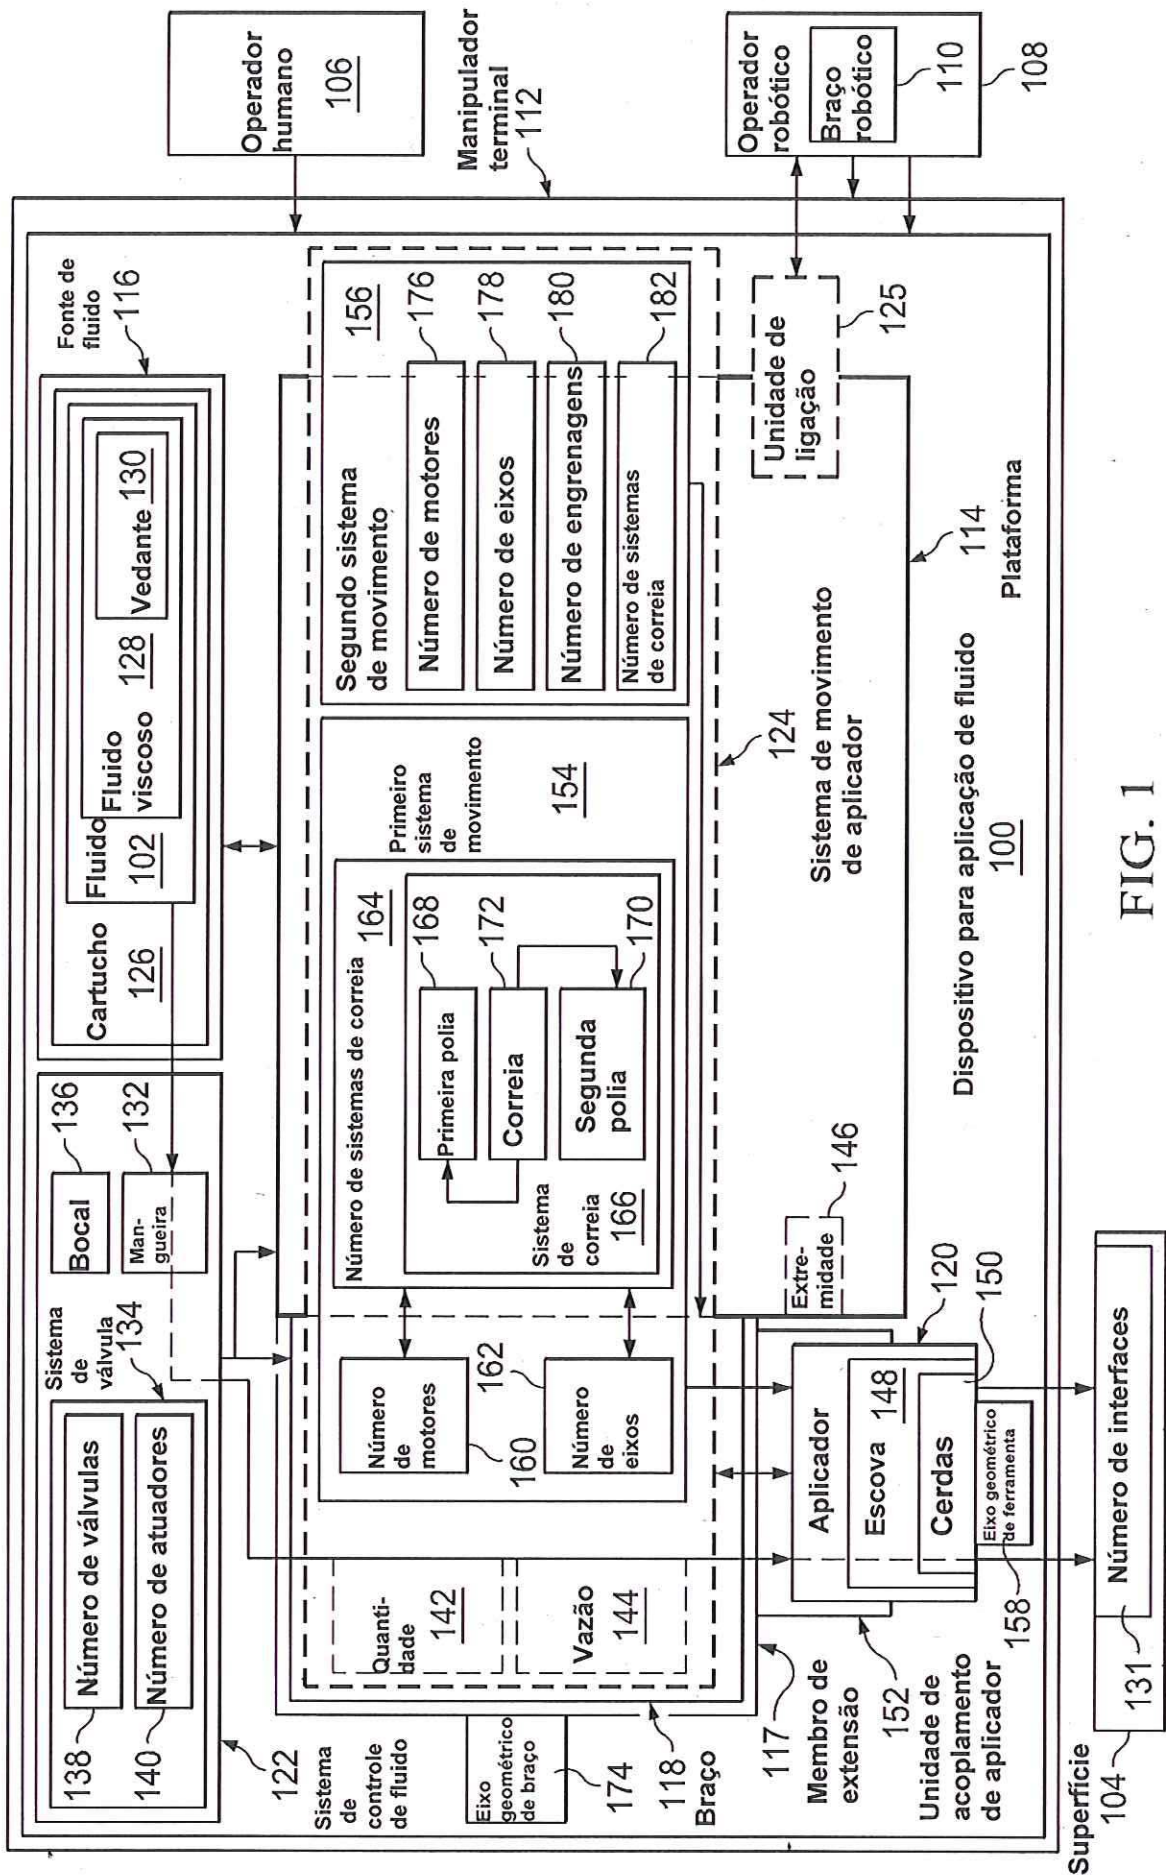 Operador
humano
106
Manipulador
terminal
112
Operador
robótico
Braço
robótico
110
108
Fonte de
fluido
116
Cartucho
126
Fluido
102
Fluido
viscoso
128
Vedante
130
Sistema
de
válvula
134
Bocal
136
Man-
gueira
132
Número de válvulas
138
Número de atuadores
140
122
Sistema
de
controle
de fluido
Segundo sistema
de movimento
156
Número de motores
176
Número de eixos
178
Número de engrenagens
180
Número de sistemas
de correia
182
Primeiro
sistema
de
movimento
154
Número de sistemas de correia
164
Primeira polia
168
Correia
172
Segunda
polia
170
Sistema
de
correia
166
Número
de
motores
160
Número
de
eixos
162
Quanti-
dade
142
Vazão
144
Eixo
geométrico
de braço
174
118
Braço
117
Membro de
extensão
152
Unidade de
acoplamento
de aplicador
Unidade de
ligação
125
124
Sistema de movimento
de aplicador
114
Plataforma
Extre-
midade
146
Aplicador
120
Escova
148
Cerdas
150
Eixo geométrico
de ferramenta
158
Dispositivo para aplicação de fluido
100
Número de interfaces
131
Superfície
104
FIG. 1